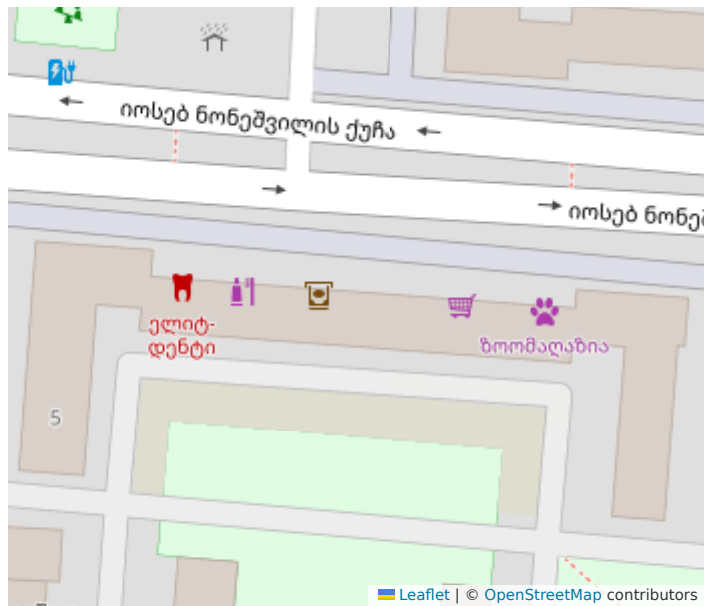 იოსებ ნონეშვილის ქუჩა
იოსებ ნონეშ
ელიტ-
დენტი
ზოომაღაზია
5
Leaflet | © OpenStreetMap contributors